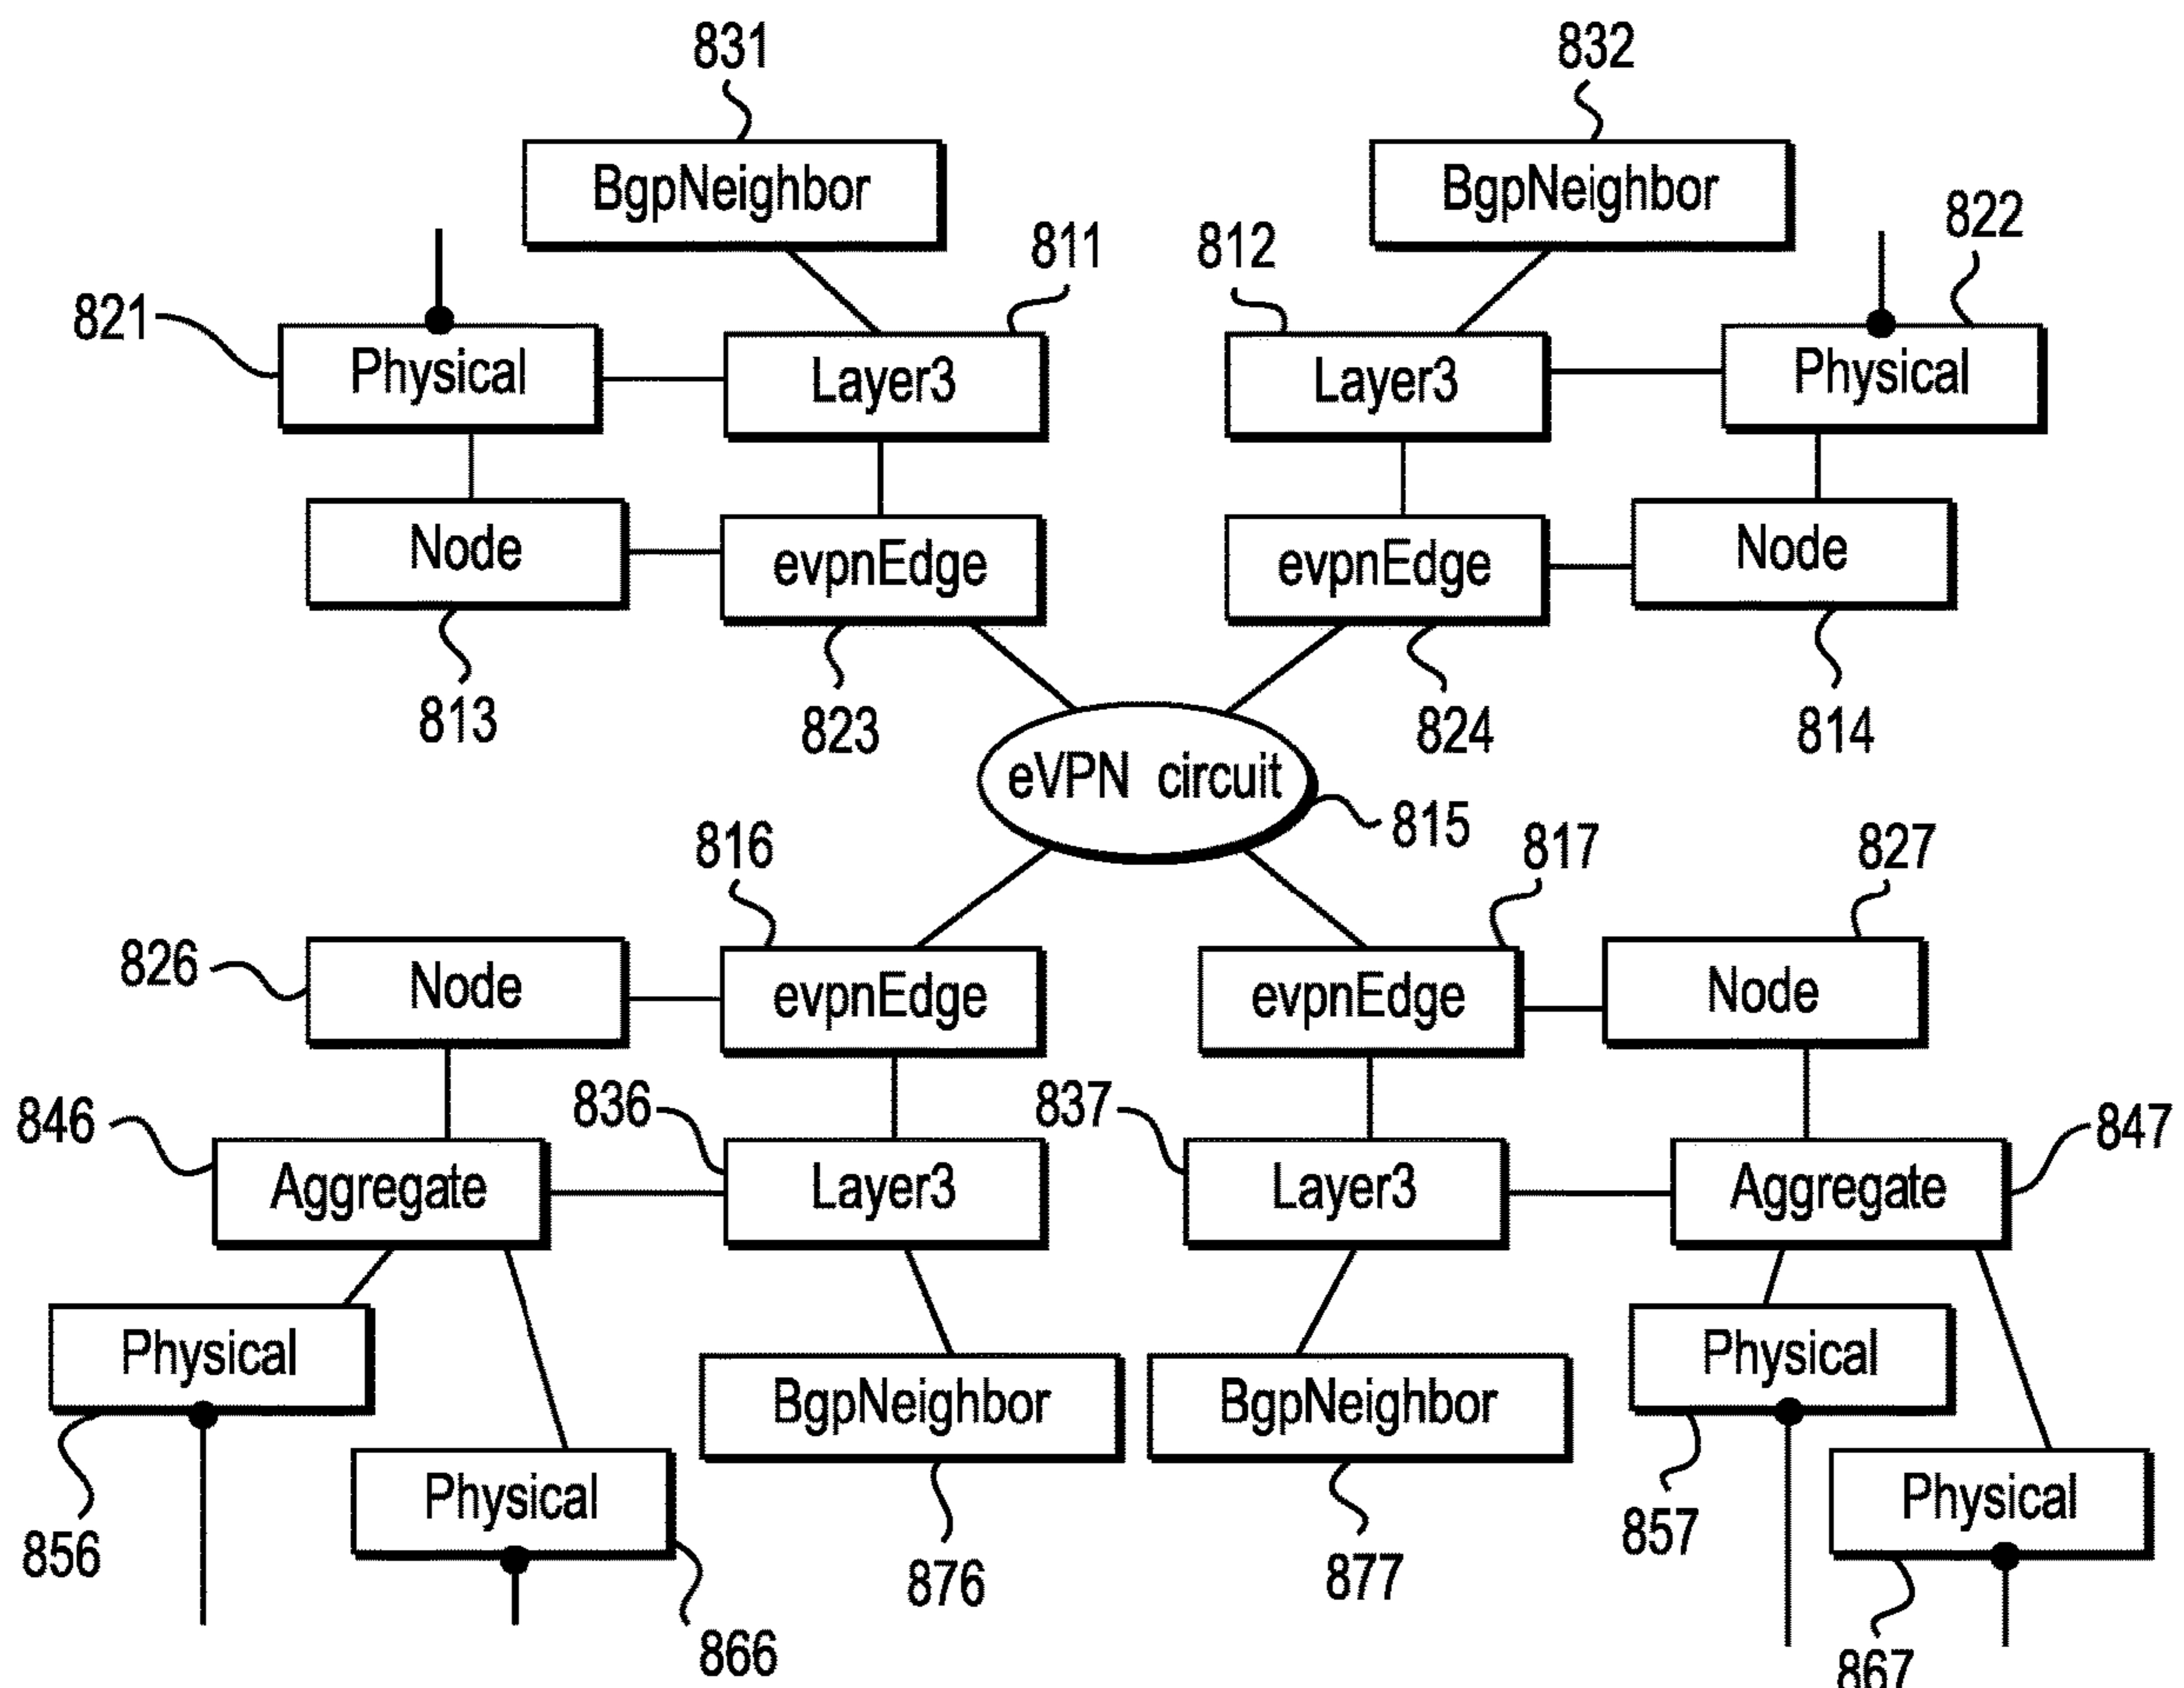 831
832
BgpNeighbor
BgpNeighbor
822
811
812
821
Physical
Layer3
Layer3
Physical
Node
evpnEdge
evpnEdge
Node
813
823
824
814
eVPN circuit
815
816
817
827
826
Node
evpnEdge
evpnEdge
Node
846
836
837
847
Aggregate
Layer3
Layer3
Aggregate
Physical
Physical
BgpNeighbor
BgpNeighbor
Physical
Physical
856
857
876
877
866
867